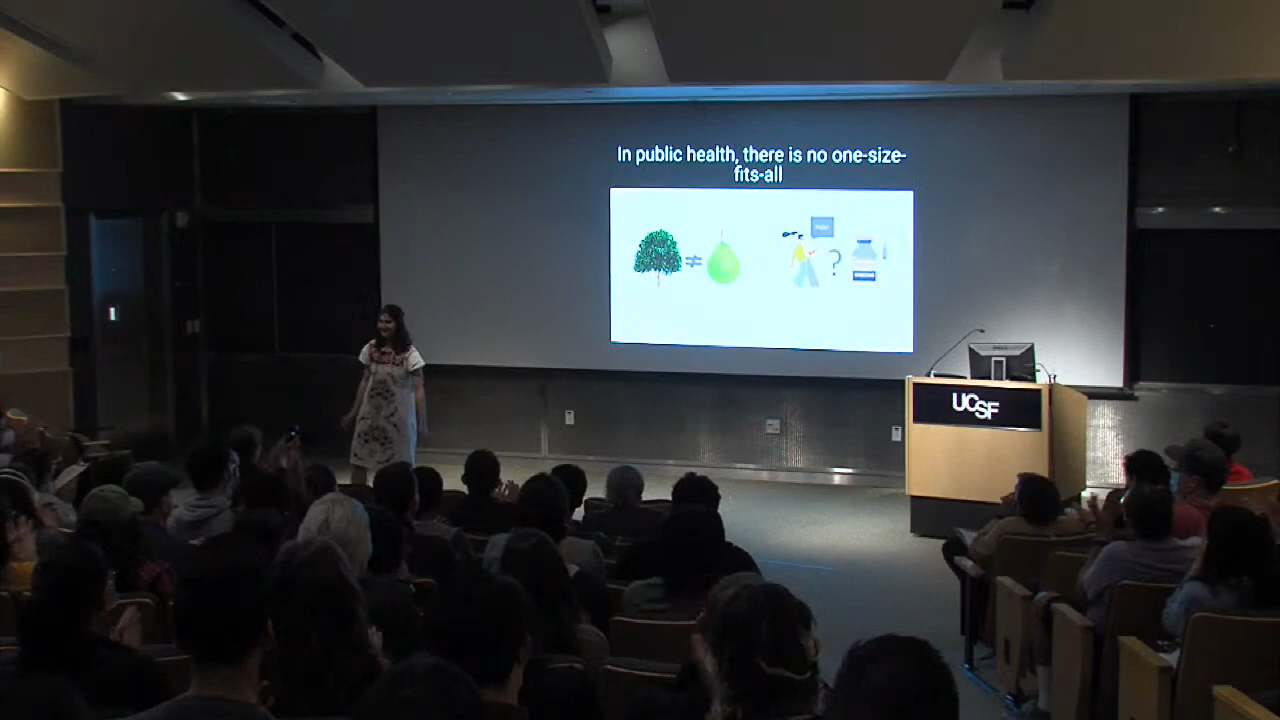 In public health, there is no one-size-
fits-all
≠
?
UCSF